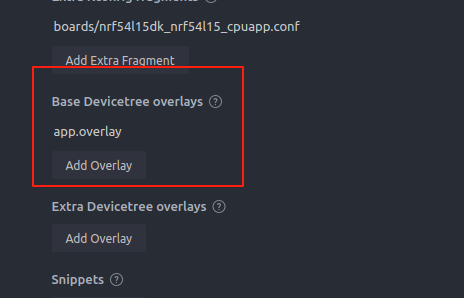 boards/nrf54l15dk_nrf54l15_cpuapp.conf
Add Extra Fragment
Base Devicetree overlays ?
app.overlay
Add Overlay
Extra Devicetree overlays ?
Add Overlay
Snippets ?